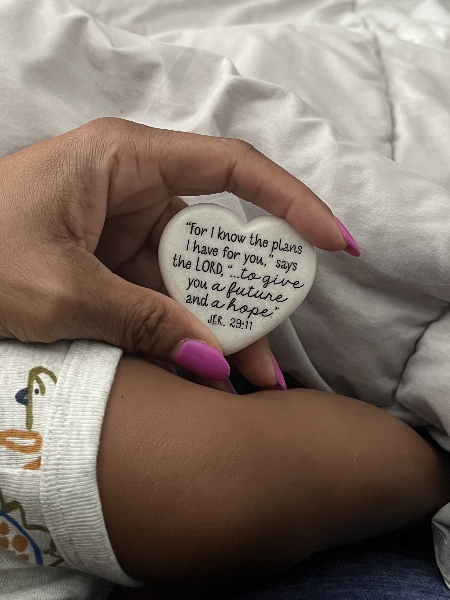 "For I know the plans
I have for you," says
the LORD, "...to give
you a future
and a hope."
JER. 29:11